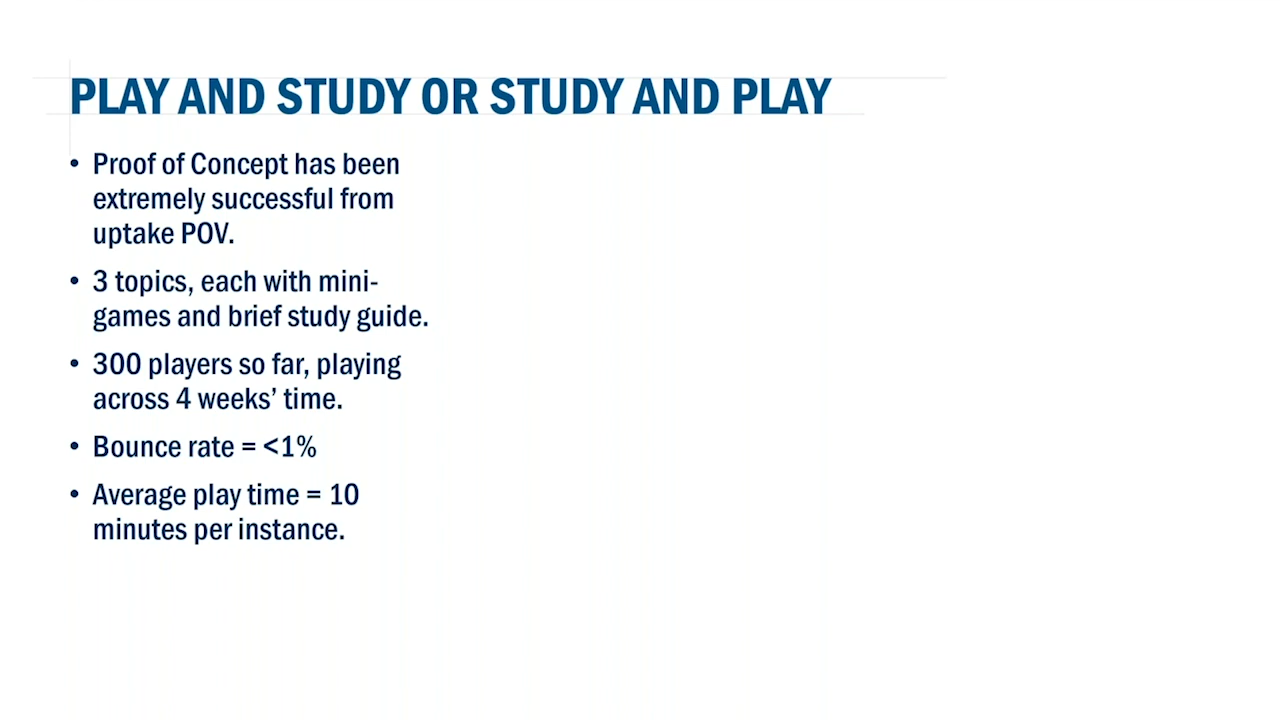 PLAY AND STUDY OR STUDY AND PLAY
• Proof of Concept has been
extremely successful from
uptake POV.
• 3 topics, each with mini-
games and brief study guide.
• 300 players so far, playing
across 4 weeks’ time.
• Bounce rate = <1%
• Average play time = 10
minutes per instance.